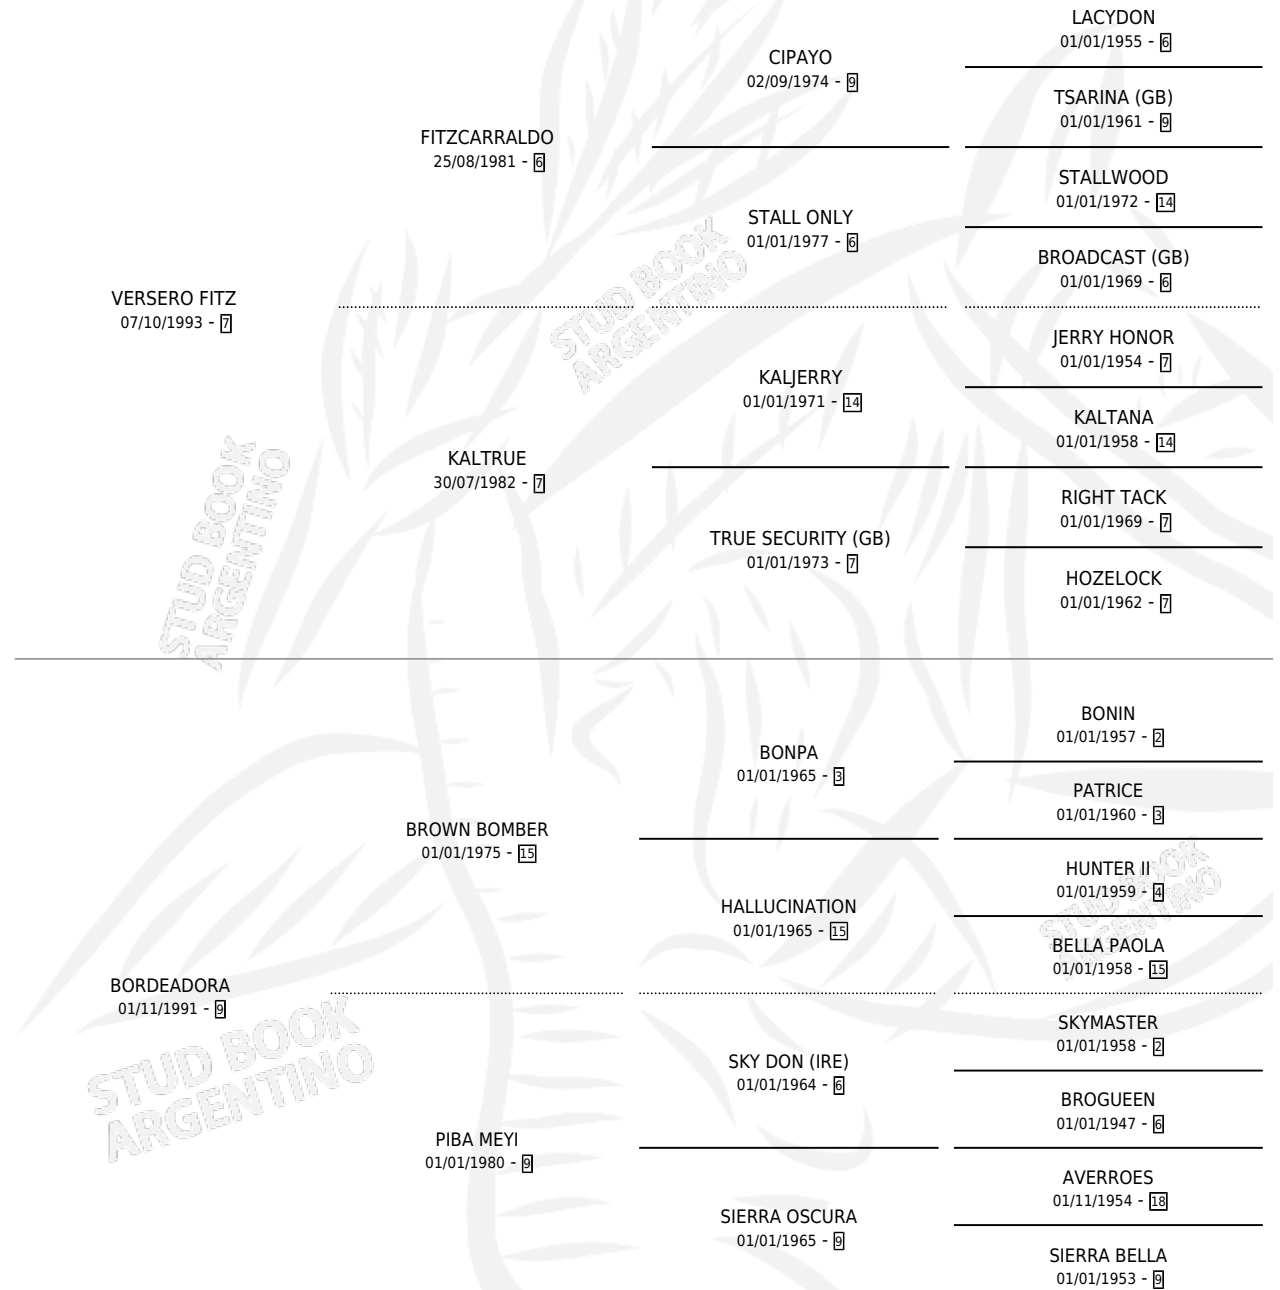 LACYDON
01/01/1955 - 6
CIPAYO
02/09/1974 - 9
TSARINA (GB)
01/01/1961 - 9
FITZCARRALDO
25/08/1981 - 6
STALLWOOD
01/01/1972 - 14
STALL ONLY
01/01/1977 - 6
BROADCAST (GB)
01/01/1969 - 6
VERSERO FITZ
07/10/1993 - 7
STUD BOOK
ARGENTINO
JERRY HONOR
01/01/1954 - 7
KALJERRY
01/01/1971 - 14
KALTANA
01/01/1958 - 14
KALTRUE
30/07/1982 - 7
RIGHT TACK
01/01/1969 - 7
TRUE SECURITY (GB)
01/01/1973 - 7
HOZELOCK
01/01/1962 - 7
STUD BOOK
ARGENTINO
BONIN
01/01/1957 - 2
BONPA
01/01/1965 - 3
PATRICE
01/01/1960 - 3
BROWN BOMBER
01/01/1975 - 15
HUNTER II
01/01/1959 - 4
HALLUCINATION
01/01/1965 - 15
STUD BOOK
ARGENTINO
BELLA PAOLA
01/01/1958 - 15
BORDEADORA
01/11/1991 - 9
STUD BOOK
ARGENTINO
SKYMASTER
01/01/1958 - 2
SKY DON (IRE)
01/01/1964 - 6
BROGUEEN
01/01/1947 - 6
PIBA MEYI
01/01/1980 - 9
AVERROES
01/11/1954 - 18
SIERRA OSCURA
01/01/1965 - 9
SIERRA BELLA
01/01/1953 - 9